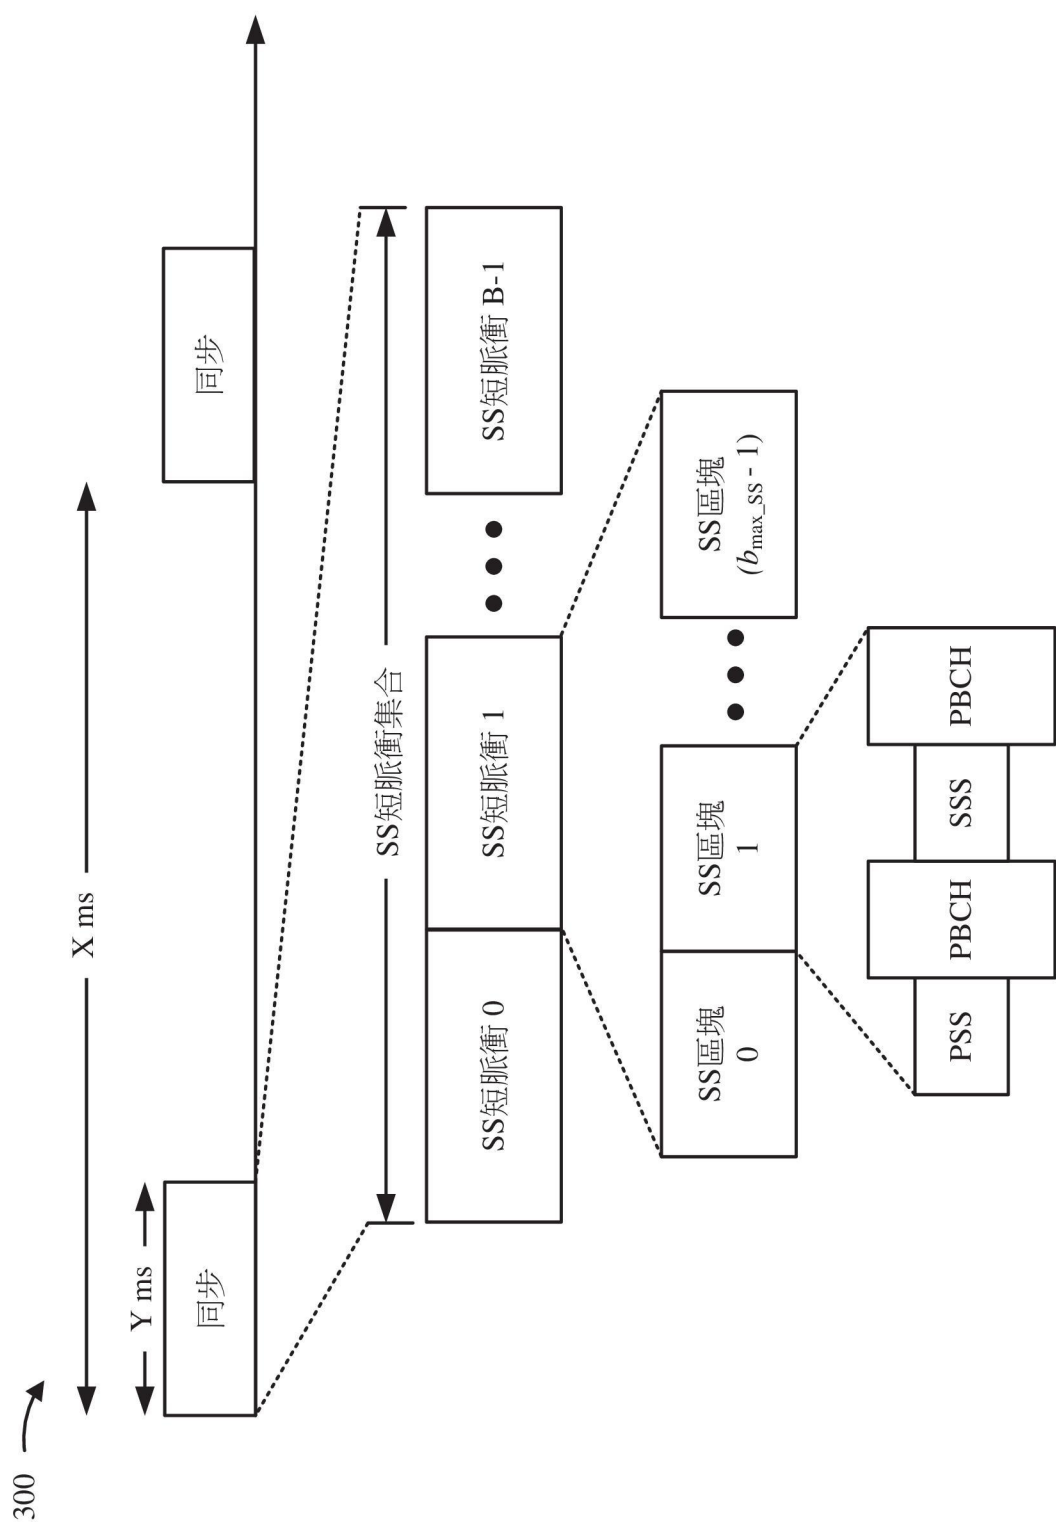 300
X ms
Y ms
同步
同步
SS短脈衝集合
SS短脈衝 0
SS短脈衝 1
SS短脈衝 B-1
SS區塊
0
SS區塊
1
SS區塊
(b_max_SS - 1)
PSS
PBCH
SSS
PBCH